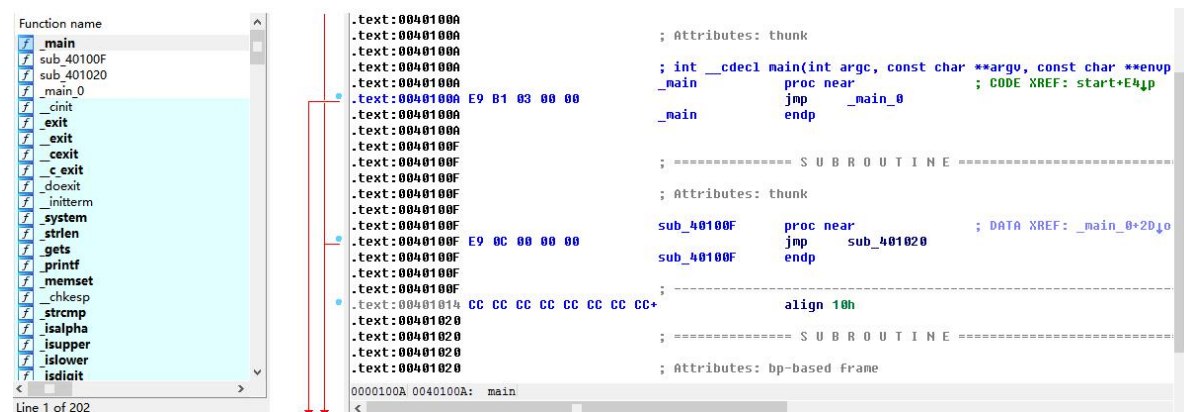 Function name
f _main
f sub_40100F
f sub_401020
f _main_0
f __cinit
f _exit
f __exit
f __cexit
f __c_exit
f _doexit
f __initterm
f _system
f _strlen
f _gets
f _printf
f _memset
f __chkesp
f _strcmp
f _isalpha
f _isupper
f _islower
f _isdigit
Line 1 of 202
.text:0040100A
.text:0040100A ; Attributes: thunk
.text:0040100A
.text:0040100A ; int __cdecl main(int argc, const char **argv, const char **envp
.text:0040100A _main proc near ; CODE XREF: start+E4↓p
.text:0040100A E9 B1 03 00 00 jmp _main_0
.text:0040100A _main endp
.text:0040100A
.text:0040100F
.text:0040100F ; =============== S U B R O U T I N E ===========================
.text:0040100F
.text:0040100F ; Attributes: thunk
.text:0040100F
.text:0040100F sub_40100F proc near ; DATA XREF: _main_0+2D↓o
.text:0040100F E9 0C 00 00 00 jmp sub_401020
.text:0040100F sub_40100F endp
.text:0040100F
.text:0040100F ; ---------------------------------------------------------------
.text:00401014 CC CC CC CC CC CC CC CC CC+ align 10h
.text:00401020
.text:00401020 ; =============== S U B R O U T I N E ===========================
.text:00401020
.text:00401020 ; Attributes: bp-based frame
0000100A 0040100A: main